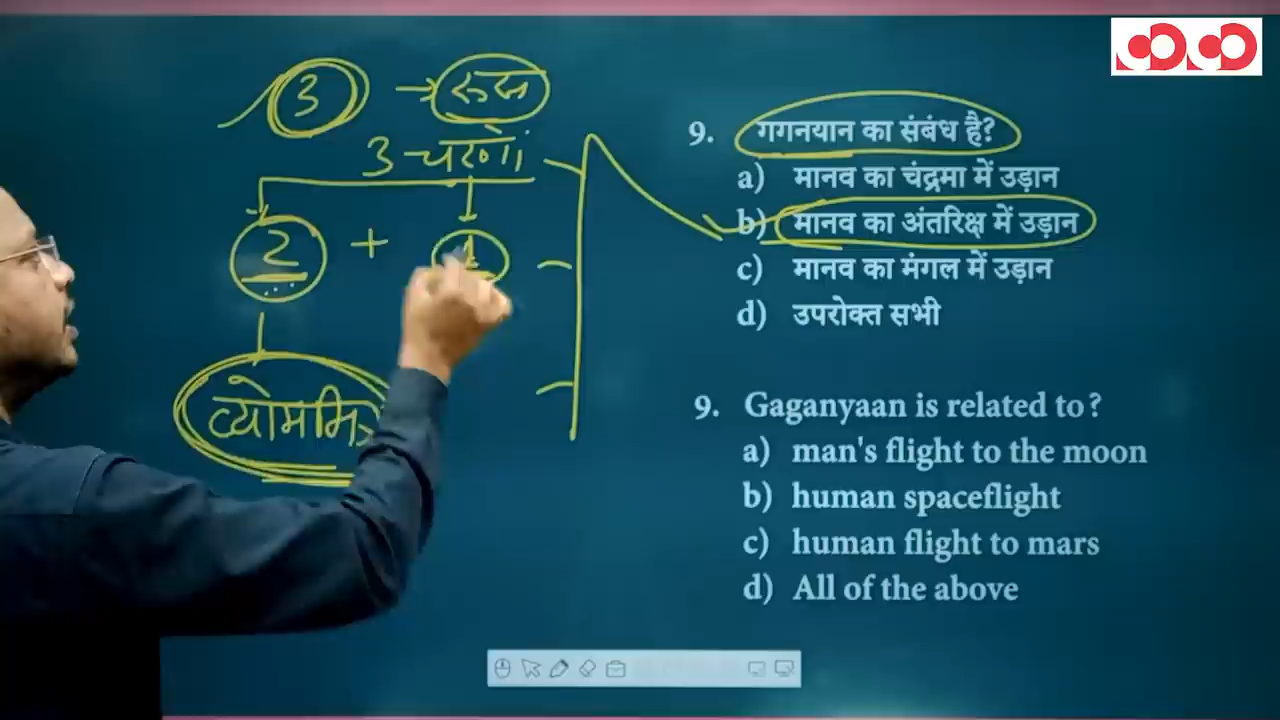 3 → रूस
3 चरणों
2 + 1
व्योममित्र
9. गगनयान का संबंध है?
a) मानव का चंद्रमा में उड़ान
b) मानव का अंतरिक्ष में उड़ान
c) मानव का मंगल में उड़ान
d) उपरोक्त सभी
9. Gaganyaan is related to?
a) man's flight to the moon
b) human spaceflight
c) human flight to mars
d) All of the above